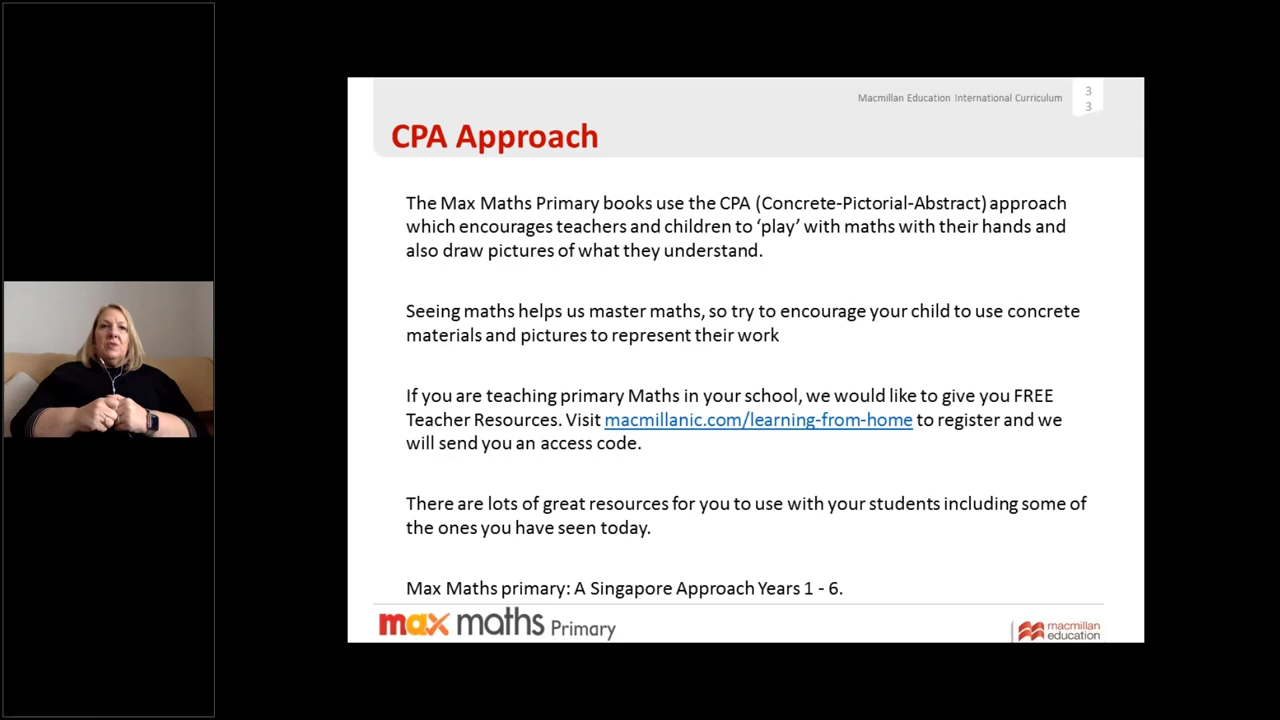 Macmillan Education International Curriculum
3
3
CPA Approach
The Max Maths Primary books use the CPA (Concrete-Pictorial-Abstract) approach
which encourages teachers and children to ‘play’ with maths with their hands and
also draw pictures of what they understand.
Seeing maths helps us master maths, so try to encourage your child to use concrete
materials and pictures to represent their work
If you are teaching primary Maths in your school, we would like to give you FREE
Teacher Resources. Visit macmillanic.com/learning-from-home to register and we
will send you an access code.
There are lots of great resources for you to use with your students including some of
the ones you have seen today.
Max Maths primary: A Singapore Approach Years 1 - 6.
max maths Primary
macmillan
education